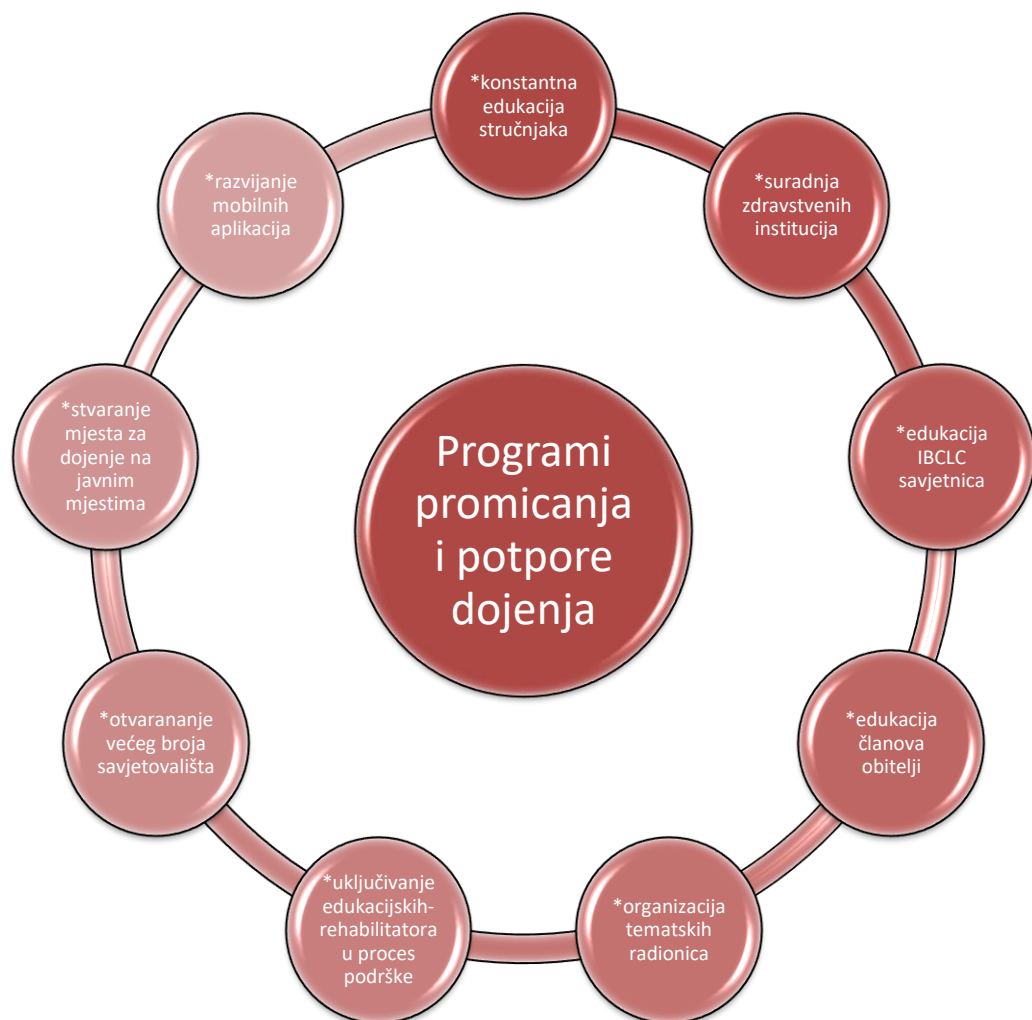 *konstantna
edukacija
stručnjaka
*suradnja
zdravstvenih
institucija
*edukacija
IBCLC
savjetnica
*edukacija
članova
obitelji
*organizacija
tematskih
radionica
*uključivanje
edukacijskih-
rehabilitatora
u proces
podrške
*otvarananje
većeg broja
savjetovališta
*stvaranje
mjesta za
dojenje na
javnim
mjestima
*razvijanje
mobilnih
aplikacija
Programi
promicanja
i potpore
dojenja